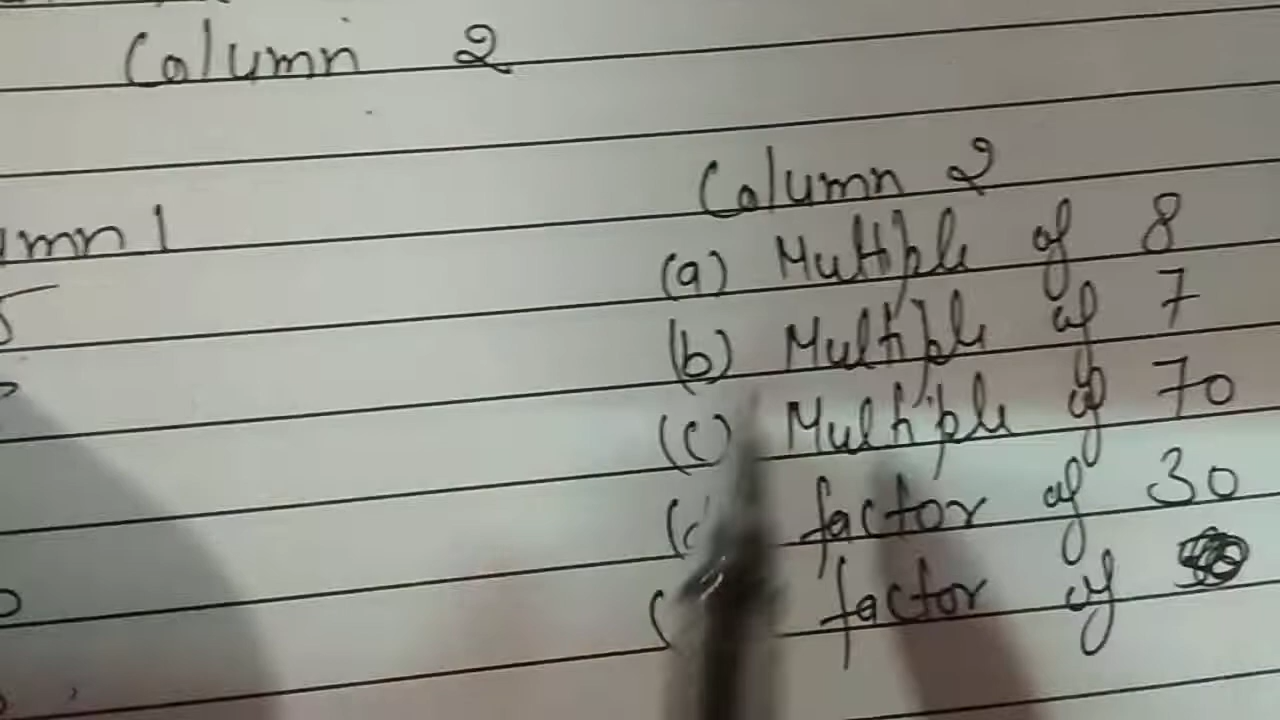 Column 2
Column 2
umn 1
(a) Multiple of 8
5
(b) Multiple of 7
(c) Multiple of 70
factor of 30
factor of